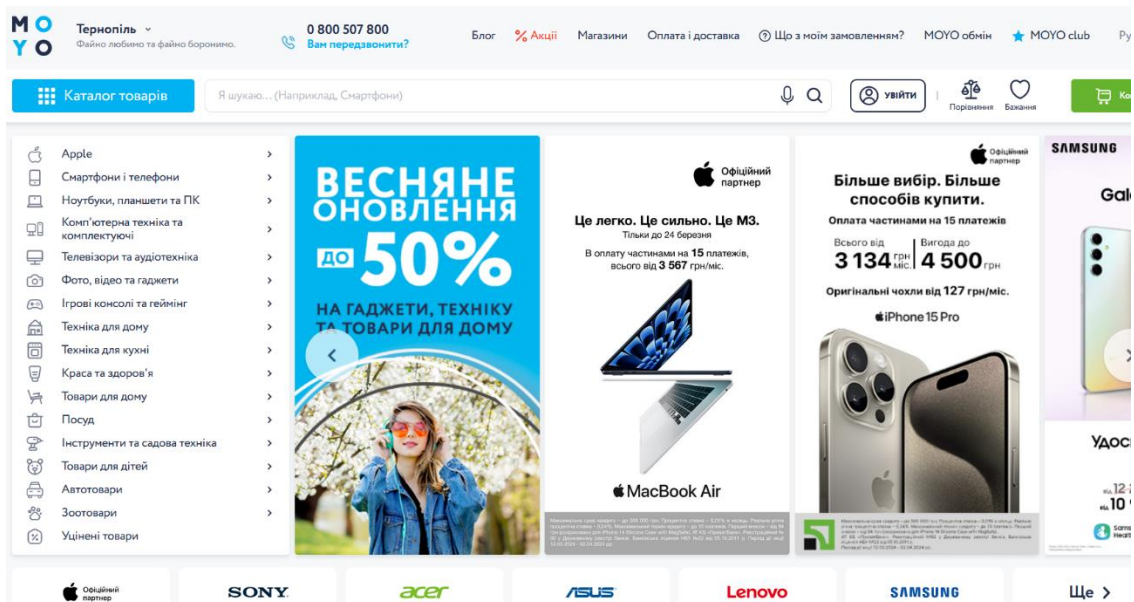 MOYO
Тернопіль
Файно любимо та файно боронимо.
0 800 507 800
Вам передзвонити?
Блог
% Акції
Магазини
Оплата і доставка
Що з моїм замовленням?
MOYO обмін
MOYO club
Ру
Каталог товарів
Я шукаю... (Наприклад, Смартфони)
УВІЙТИ
Порівняння
Бажання
Apple
Смартфони і телефони
Ноутбуки, планшети та ПК
Комп'ютерна техніка та
комплектуючі
Телевізори та аудіотехніка
Фото, відео та гаджети
Ігрові консолі та геймінг
Техніка для дому
Техніка для кухні
Краса та здоров'я
Товари для дому
Посуд
Інструменти та садова техніка
Товари для дітей
Автотовари
Зоотовари
Уцінені товари
ВЕСНЯНЕ
ОНОВЛЕННЯ
ДО 50%
НА ГАДЖЕТИ, ТЕХНІКУ
ТА ТОВАРИ ДЛЯ ДОМУ
Офіційний
партнер
Це легко. Це сильно. Це M3.
Тільки до 24 березня
В оплату частинами на 15 платежів,
всього від 3 567 грн/міс.
MacBook Air
Офіційний
партнер
Більше вибір. Більше
способів купити.
Оплата частинами на 15 платежів
Всього від
3 134 грн міс.
Вигода до
4 500 грн
Оригінальні чохли від 127 грн/міс.
iPhone 15 Pro
SAMSUNG
Gal
Удос
від 12
від 10
Офіційний
партнер
SONY
acer
ASUS
Lenovo
SAMSUNG
Ще